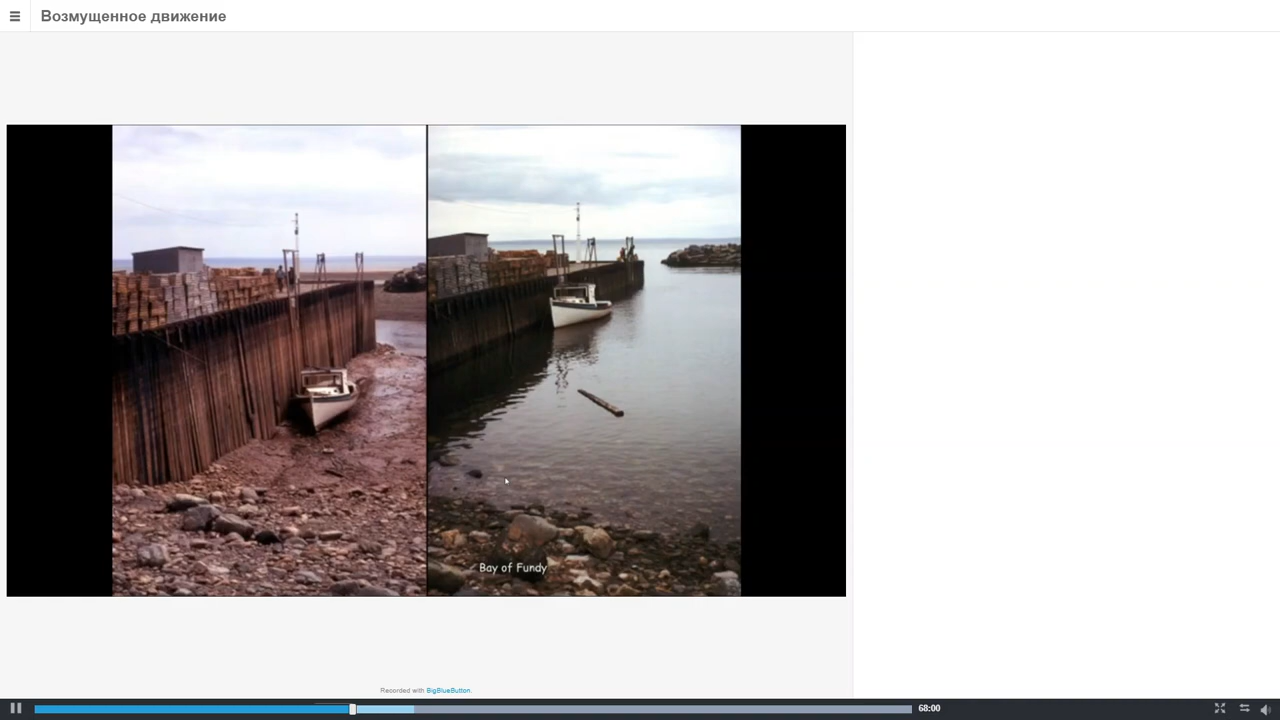 Возмущенное движение
Bay of Fundy
Recorded with BigBlueButton.
68:00